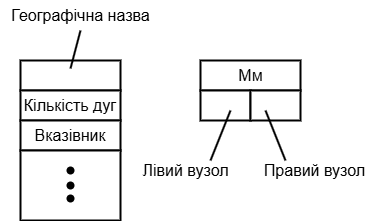 Географічна назва
Кількість дуг
Вказівник
Мм
Лівий вузол
Правий вузол